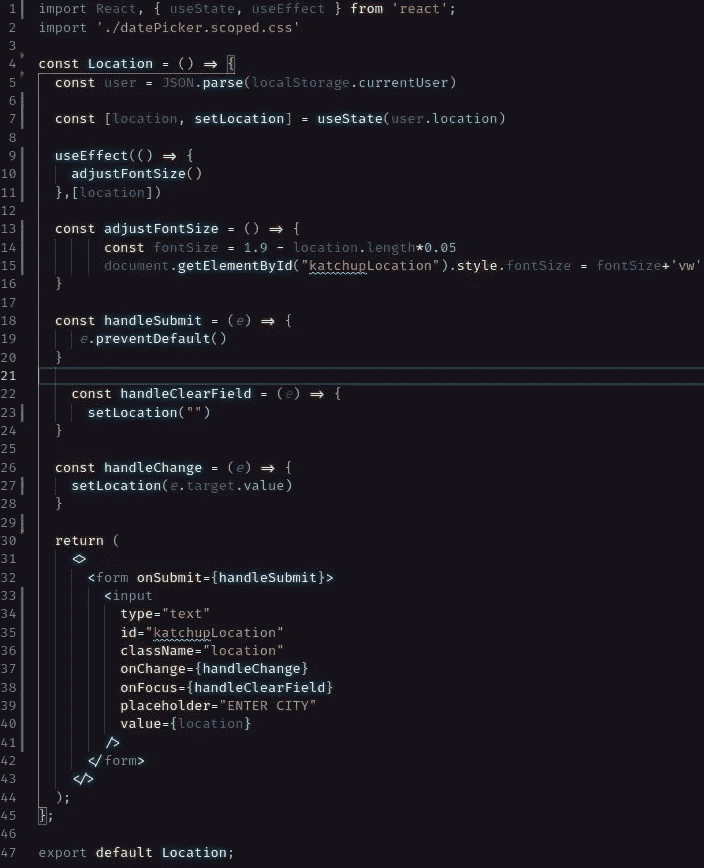 1 import React, { useState, useEffect } from 'react';
2 import './datePicker.scoped.css'
3
4 const Location = () => {
5 const user = JSON.parse(localStorage.currentUser)
6
7 const [location, setLocation] = useState(user.location)
8
9 useEffect(() => {
10 adjustFontSize()
11 },[location])
12
13 const adjustFontSize = () => {
14 const fontSize = 1.9 - location.length*0.05
15 document.getElementById("katchupLocation").style.fontSize = fontSize+'vw'
16 }
17
18 const handleSubmit = (e) => {
19 e.preventDefault()
20 }
21
22 const handleClearField = (e) => {
23 setLocation("")
24 }
25
26 const handleChange = (e) => {
27 setLocation(e.target.value)
28 }
29
30 return (
31 <>
32 <form onSubmit={handleSubmit}>
33 <input
34 type="text"
35 id="katchupLocation"
36 className="location"
37 onChange={handleChange}
38 onFocus={handleClearField}
39 placeholder="ENTER CITY"
40 value={location}
41 />
42 </form>
43 </>
44 );
45 };
46
47 export default Location;